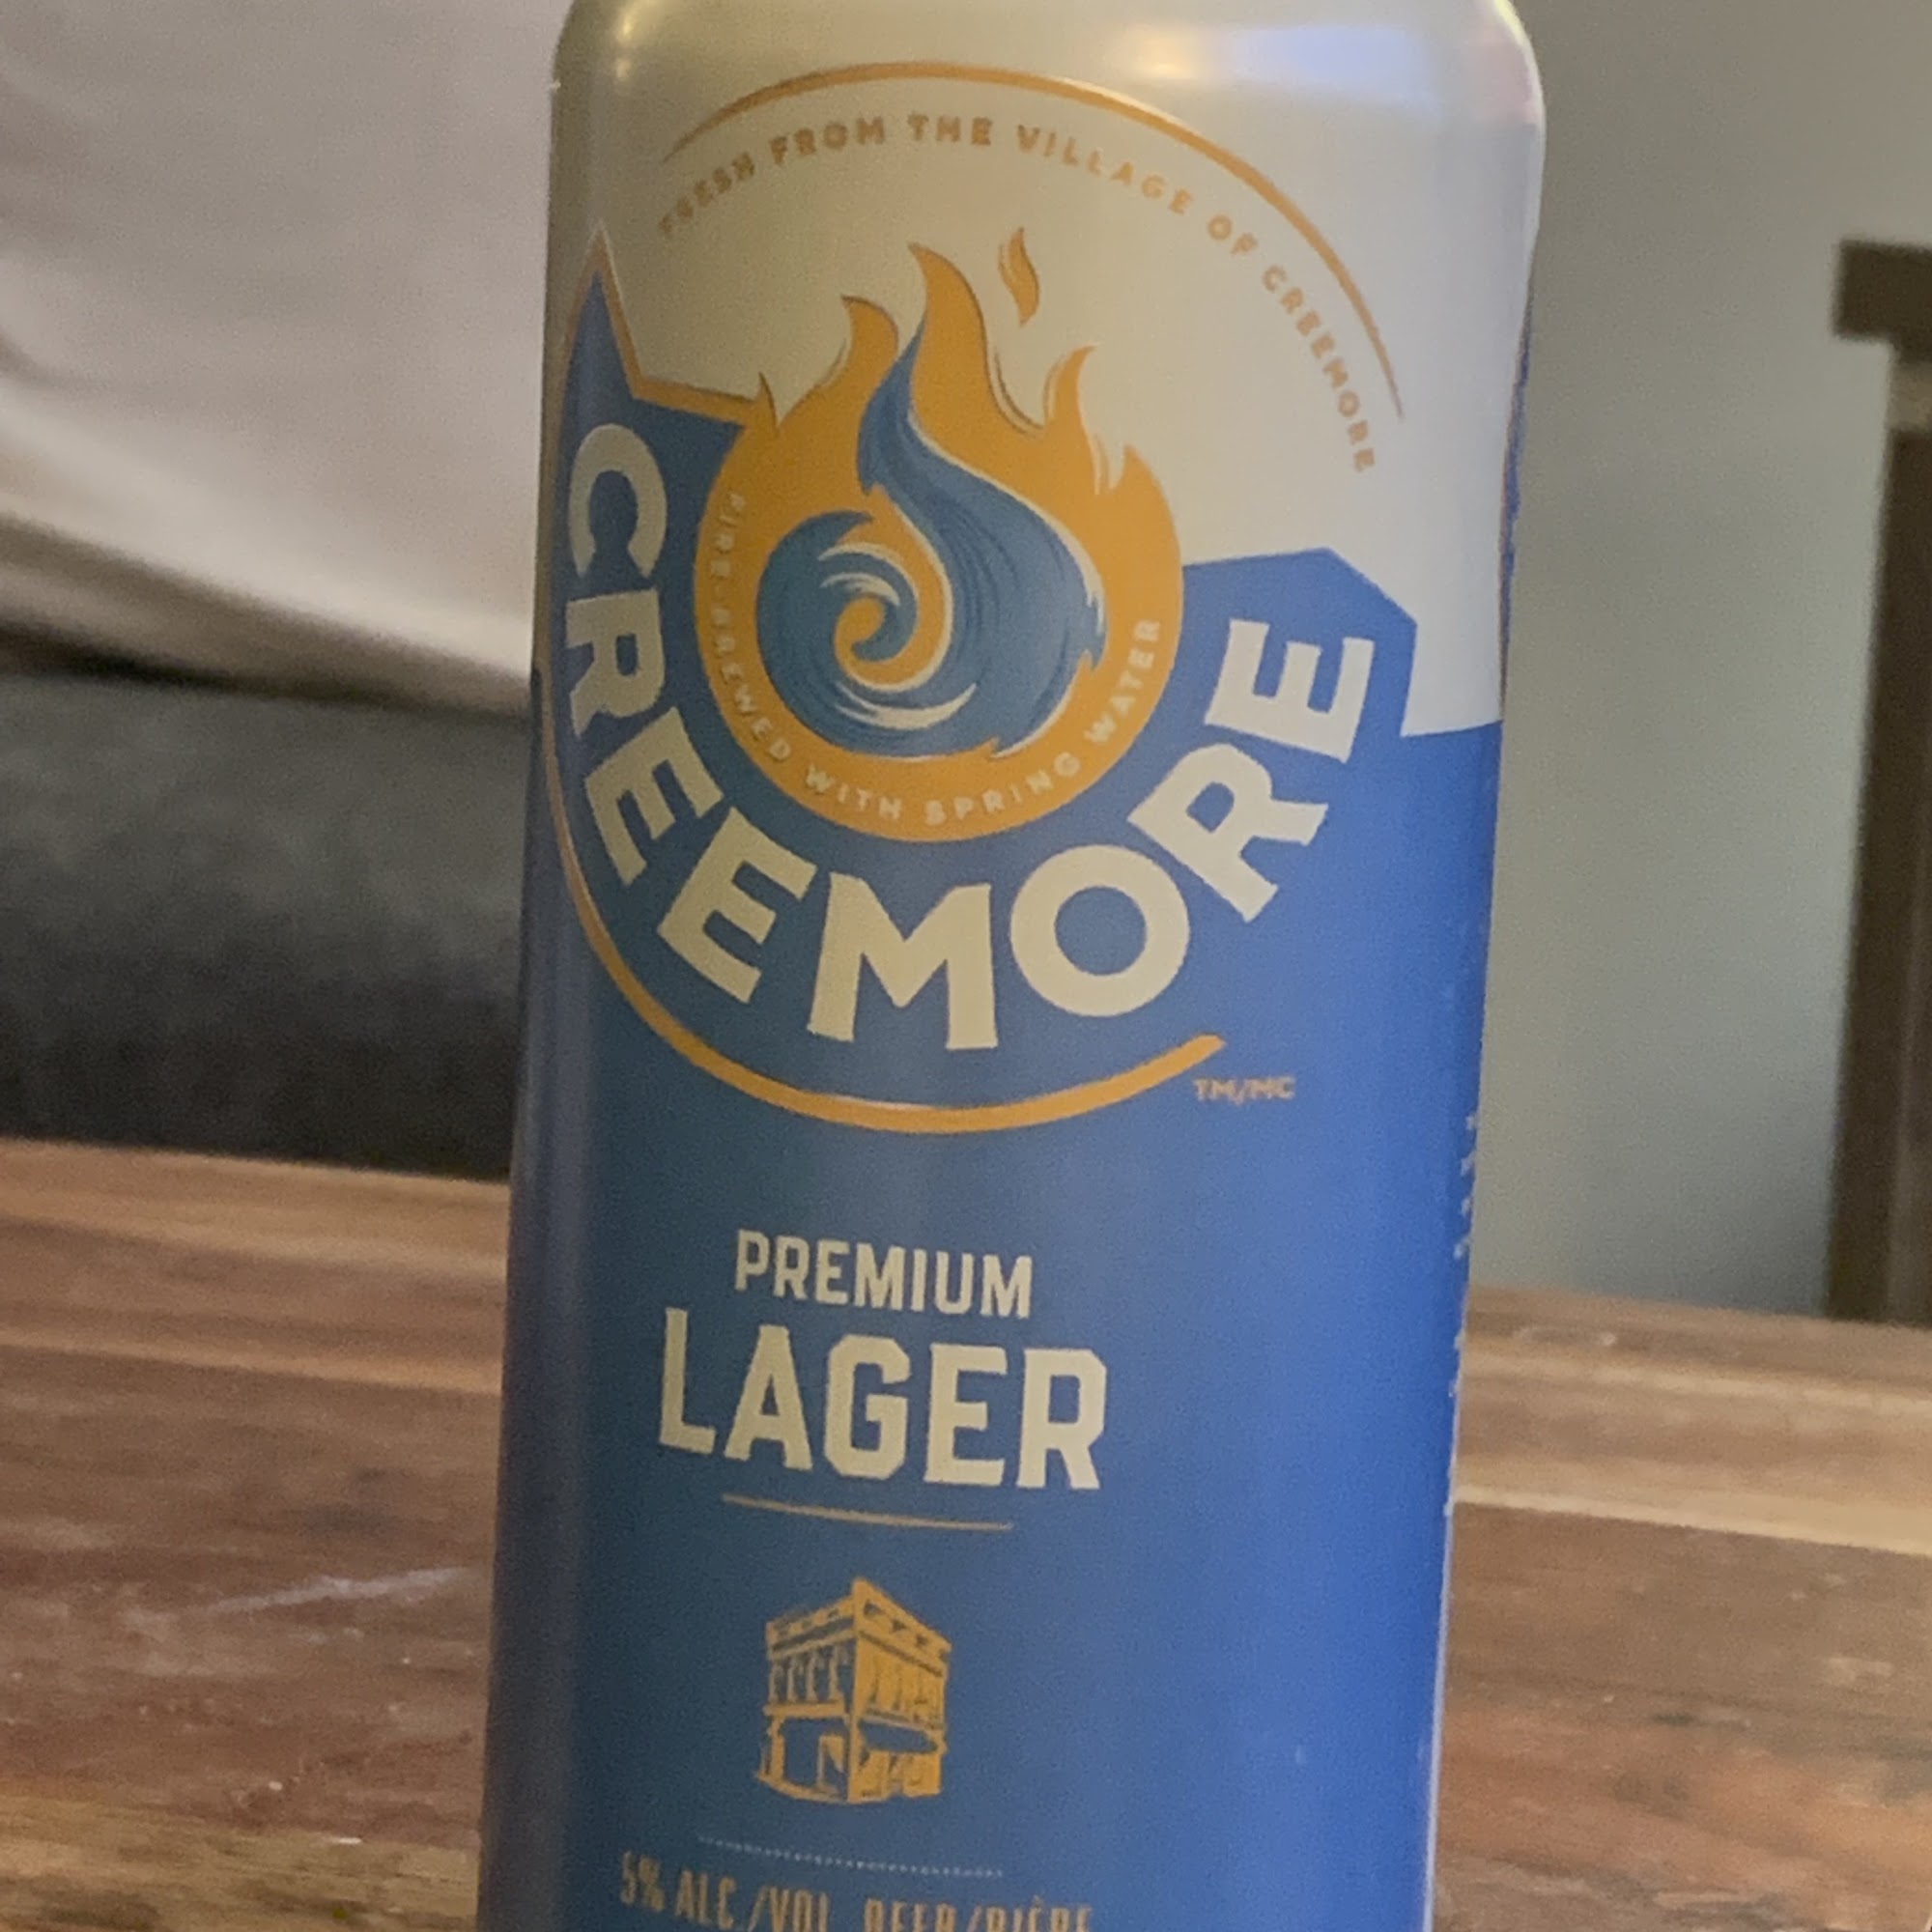 FRESH FROM THE VILLAGE OF CREEMORE
FIRE-BREWED WITH SPRING WATER
CREEMORE
TM/MC
PREMIUM
LAGER
5% ALC./VOL. BEER/BIÈRE